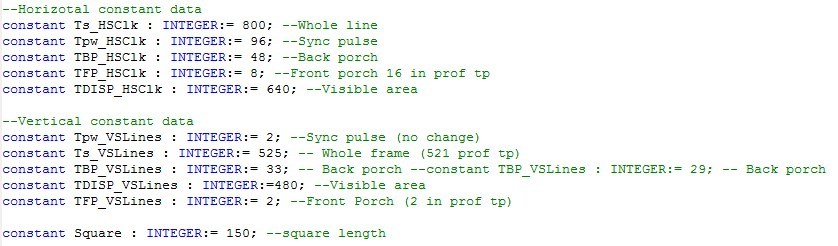 --Horizotal constant data
constant Ts_HSClk : INTEGER:= 800; --Whole line
constant Tpw_HSClk : INTEGER:= 96; --Sync pulse
constant TBP_HSClk : INTEGER:= 48; --Back porch
constant TFP_HSClk : INTEGER:= 8; --Front porch 16 in prof tp
constant TDISP_HSClk : INTEGER:= 640; --Visible area
--Vertical constant data
constant Tpw_VSLines : INTEGER:= 2; --Sync pulse (no change)
constant Ts_VSLines : INTEGER:= 525; -- Whole frame (521 prof tp)
constant TBP_VSLines : INTEGER:= 33; -- Back porch --constant TBP_VSLines : INTEGER:= 29; -- Back porch
constant TDISP_VSLines : INTEGER :=480; --Visible area
constant TFP_VSLines : INTEGER:= 2; --Front Porch (2 in prof tp)
constant Square : INTEGER:= 150; --square length